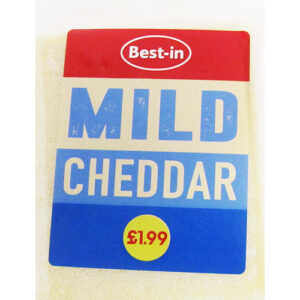 Best-in
MILD
CHEDDAR
£1.99